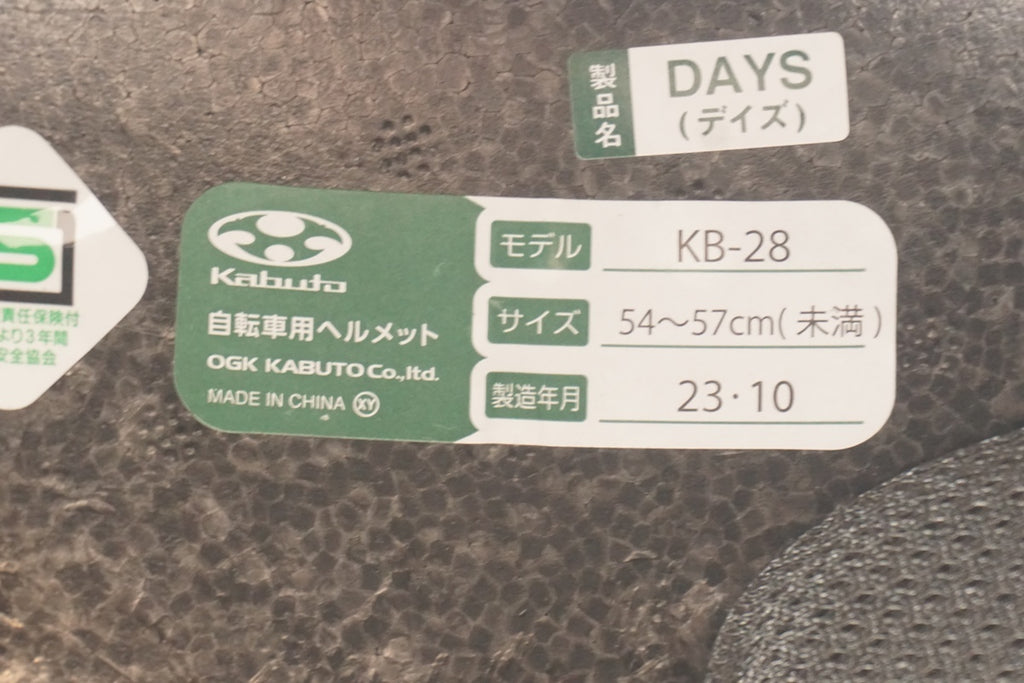 製品名
DAYS
(デイズ)
Kabuto
自転車用ヘルメット
OGK KABUTO Co.,ltd.
MADE IN CHINA XY
モデル KB-28
サイズ 54～57cm(未満)
製造年月 23・10
S
責任保険付
より3年間
安全協会